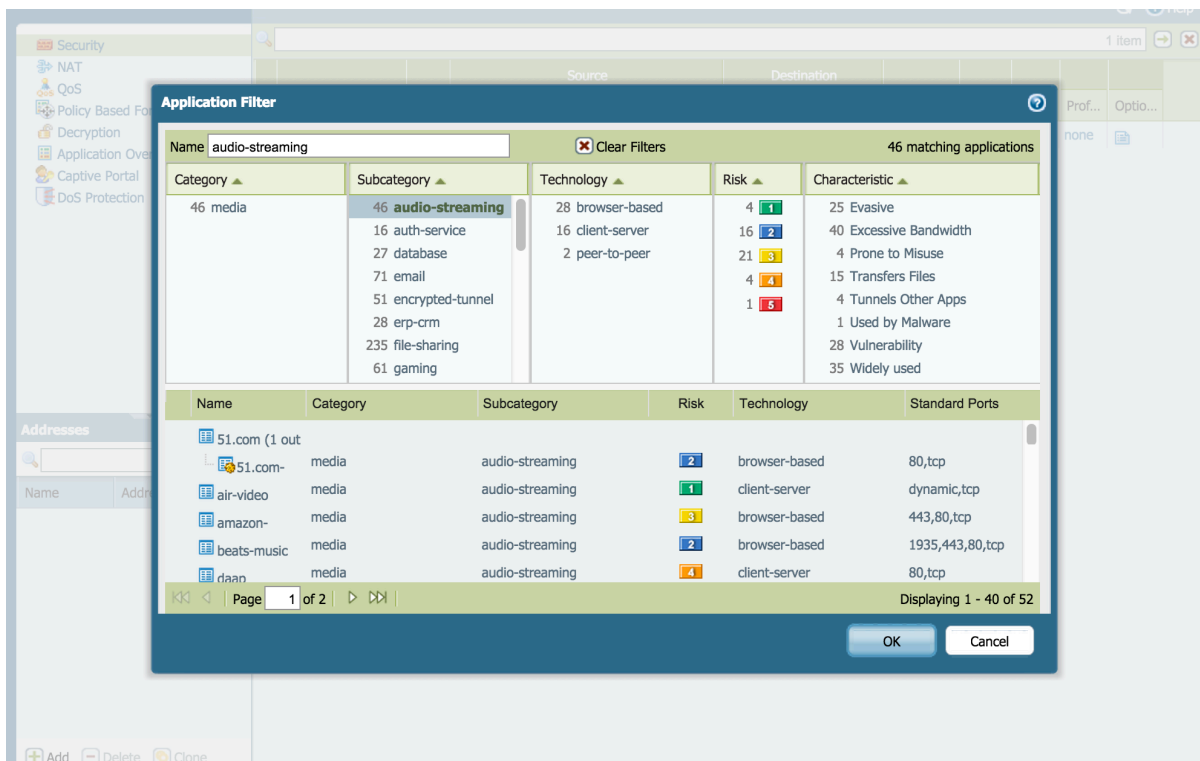 Help
Security
1 item
NAT
Source
Destination
QoS
Policy Based For
Prof...
Optio...
Decryption
none
Application Over
Captive Portal
DoS Protection
Application Filter
Name audio-streaming
Clear Filters
46 matching applications
Category
Subcategory
Technology
Risk
Characteristic
46 media
46 audio-streaming
28 browser-based
4 1
25 Evasive
16 auth-service
16 client-server
16 2
40 Excessive Bandwidth
27 database
2 peer-to-peer
21 3
4 Prone to Misuse
71 email
4 4
15 Transfers Files
51 encrypted-tunnel
1 5
4 Tunnels Other Apps
28 erp-crm
1 Used by Malware
235 file-sharing
28 Vulnerability
61 gaming
35 Widely used
Name
Category
Subcategory
Risk
Technology
Standard Ports
51.com (1 out
51.com- media audio-streaming 2 browser-based 80,tcp
air-video media audio-streaming 1 client-server dynamic,tcp
amazon- media audio-streaming 3 browser-based 443,80,tcp
beats-music media audio-streaming 2 browser-based 1935,443,80,tcp
daap media audio-streaming 4 client-server 80,tcp
Page 1 of 2
Displaying 1 - 40 of 52
OK
Cancel
Addresses
Name
Addre
Add
Delete
Clone